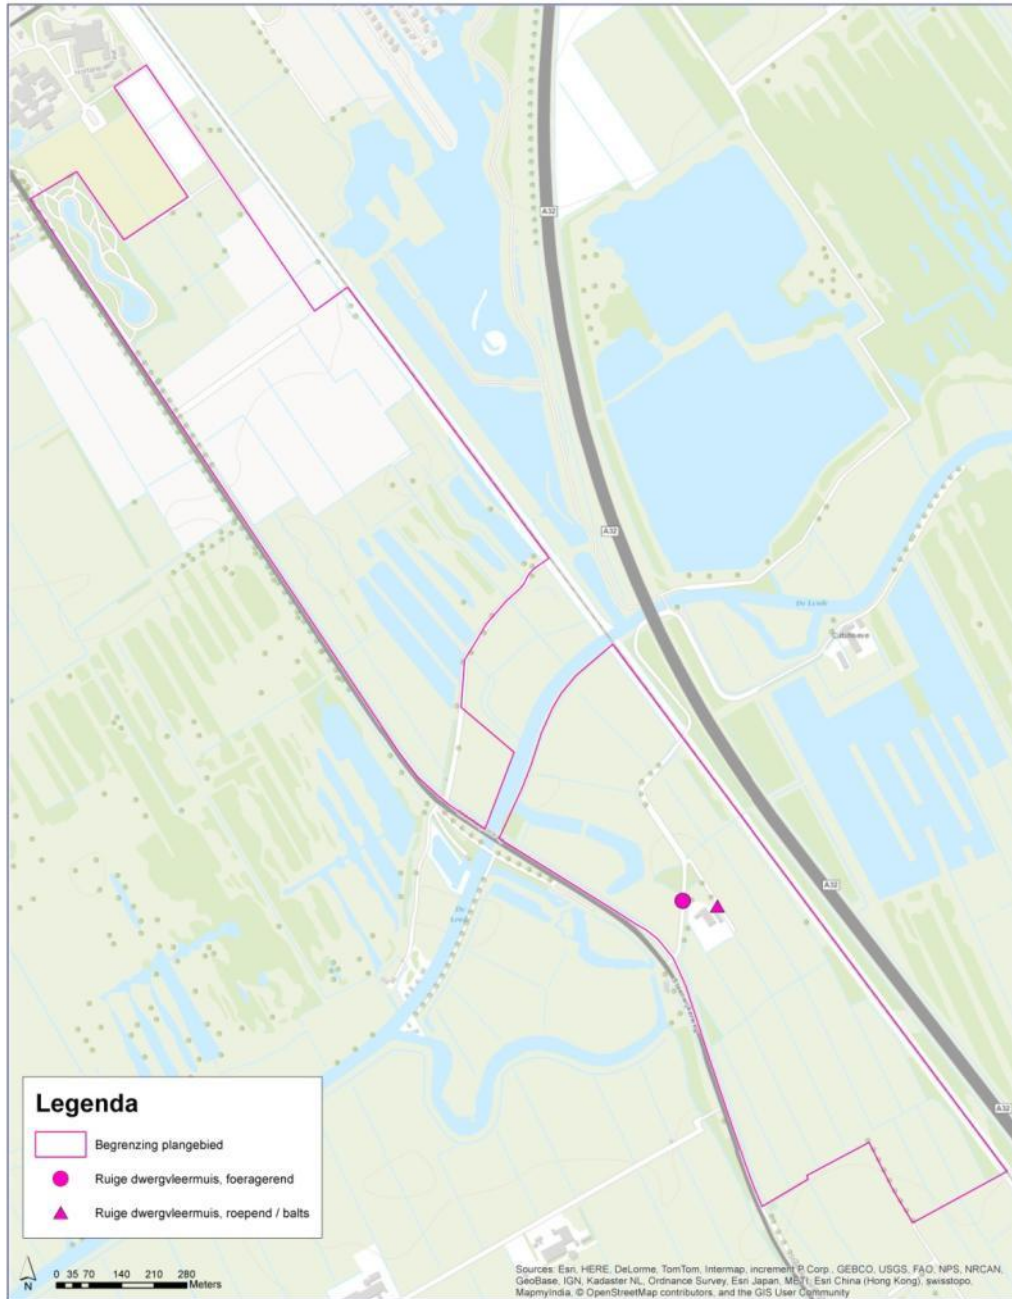 A32
A32
De Lende
De
A32
A32
Legenda
Begrenzing plangebied
Ruige dwergvleermuis, foeragerend
Ruige dwergvleermuis, roepend / balts
N
0 35 70 140 210 280
Meters
Sources: Esri, HERE, DeLorme, TomTom, Intermap, increment P Corp., GEBCO, USGS, FAO, NPS, NRCAN,
GeoBase, IGN, Kadaster NL, Ordnance Survey, Esri Japan, METI, Esri China (Hong Kong), swisstopo,
MapmyIndia, © OpenStreetMap contributors, and the GIS User Community